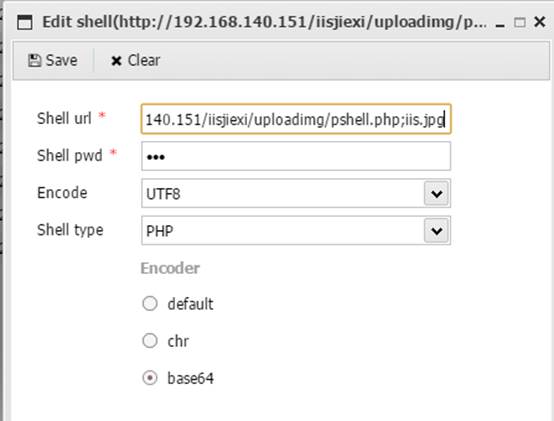 Edit shell(http://192.168.140.151/iisjiexi/uploadimg/p...
Save Clear
Shell url * 140.151/iisjiexi/uploadimg/pshell.php;iis.jpg
Shell pwd * •••
Encode UTF8
Shell type PHP
Encoder
default
chr
base64